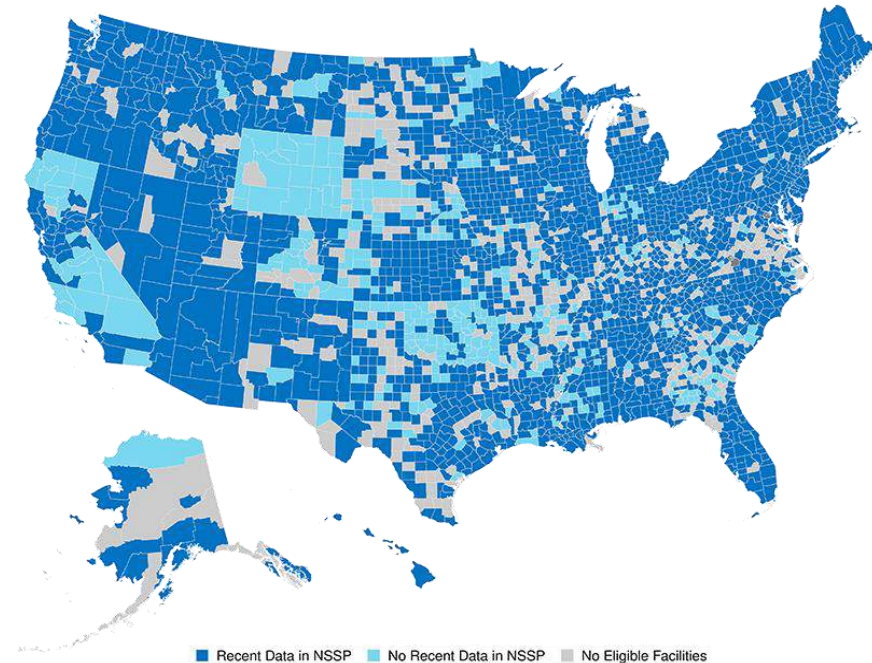 Recent Data in NSSP No Recent Data in NSSP No Eligible Facilities